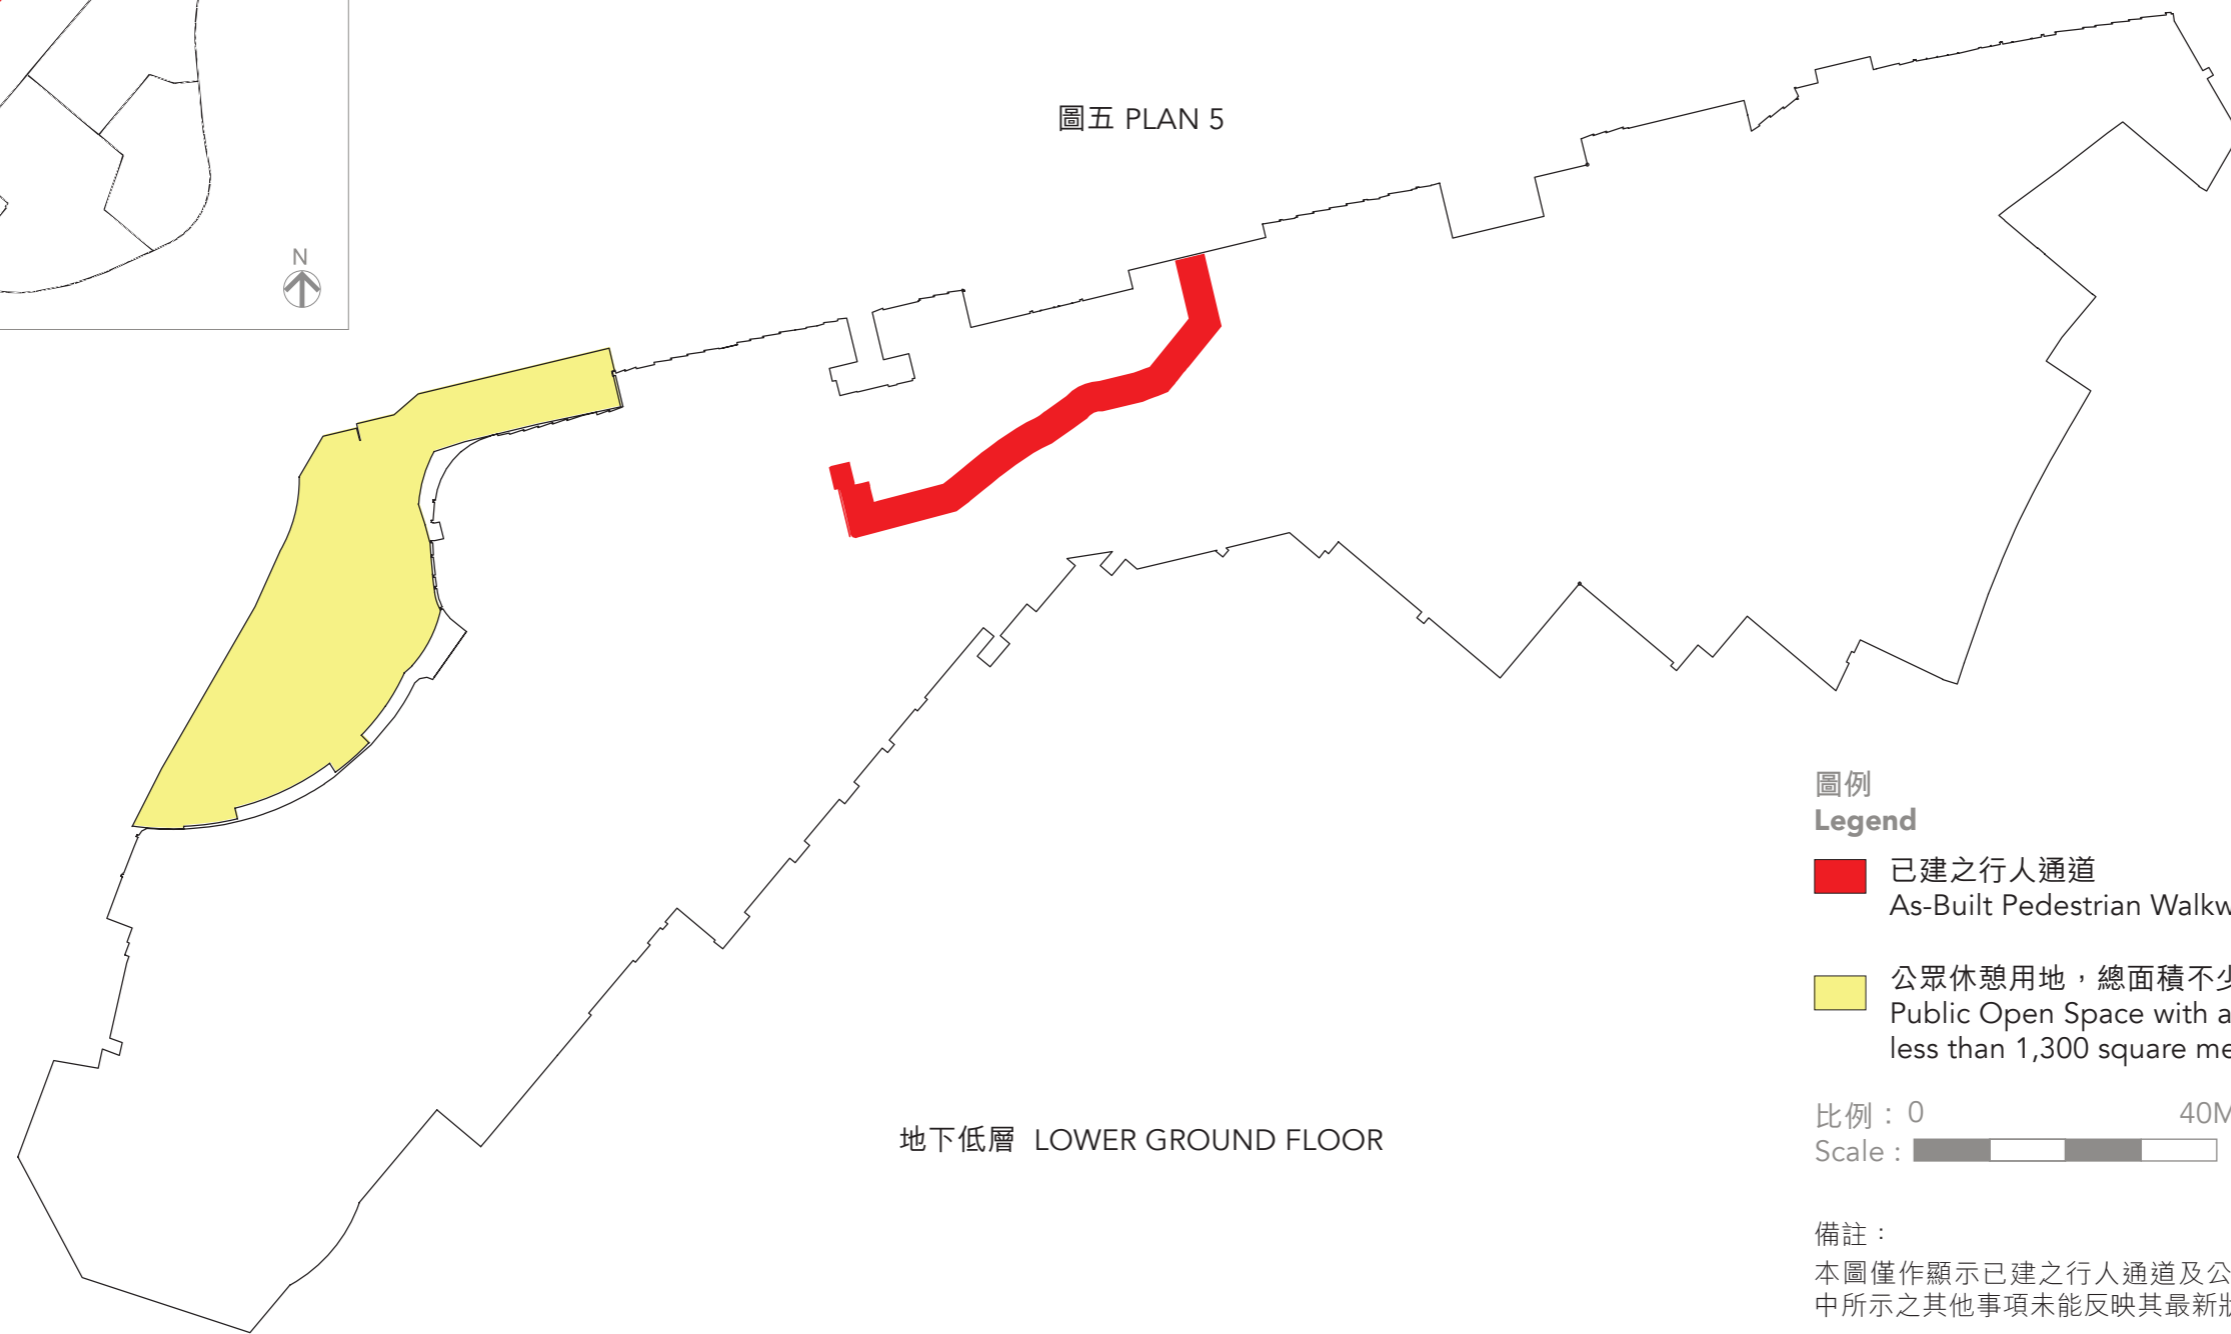 N
圖五 PLAN 5
地下低層 LOWER GROUND FLOOR
圖例
Legend
已建之行人通道
As-Built Pedestrian Walkw
公眾休憩用地，總面積不少
Public Open Space with a
less than 1,300 square me
比例： 0 40M
Scale :
備註：
本圖僅作顯示已建之行人通道及公
中所示之其他事項未能反映其最新狀